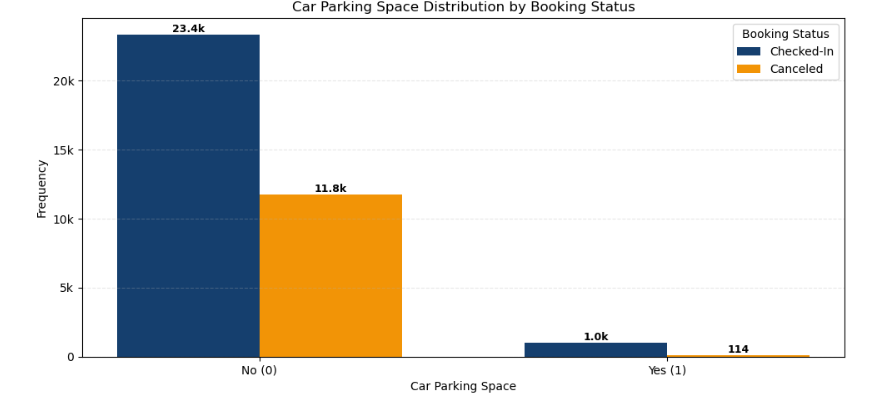 Car Parking Space Distribution by Booking Status
23.4k
Booking Status
Checked-In
Canceled
20k
15k
11.8k
10k
5k
1.0k
114
0
Frequency
No (0)
Yes (1)
Car Parking Space